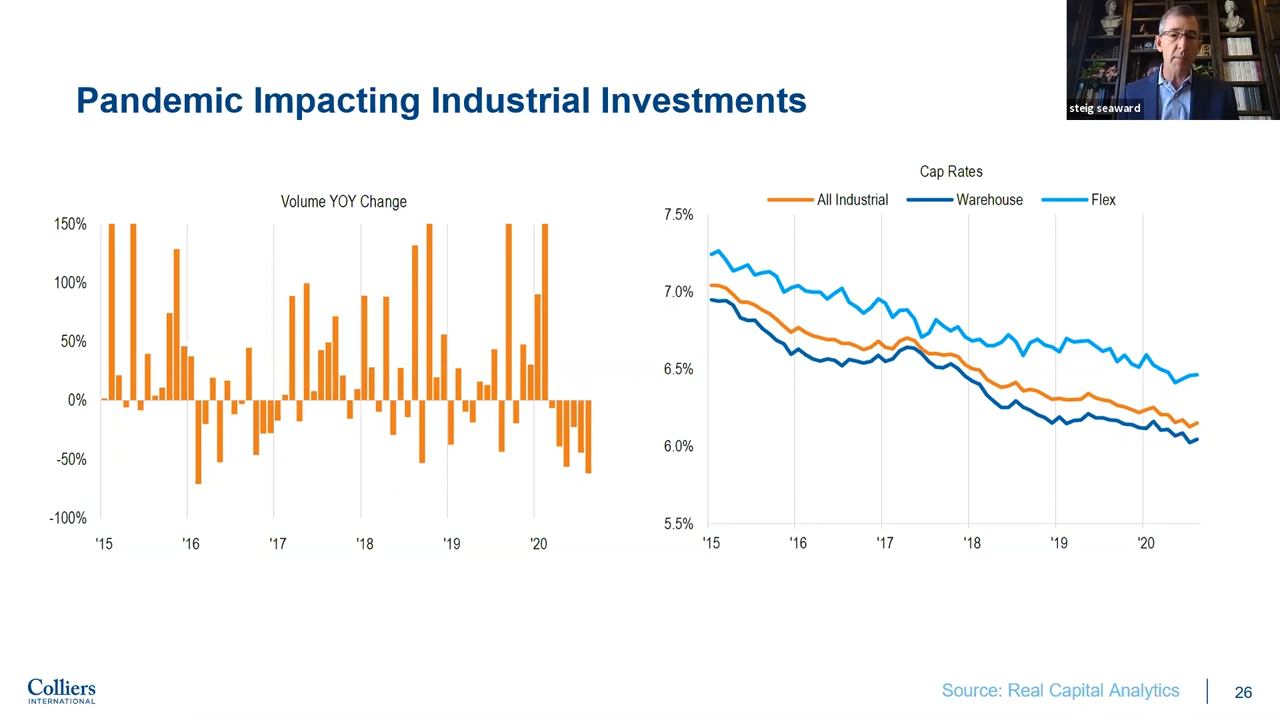 steig seaward
Pandemic Impacting Industrial Investments
Volume YOY Change
150%
100%
50%
0%
-50%
-100%
'15 '16 '17 '18 '19 '20
Cap Rates
All Industrial Warehouse Flex
7.5%
7.0%
6.5%
6.0%
5.5%
'15 '16 '17 '18 '19 '20
Colliers
INTERNATIONAL
Source: Real Capital Analytics
26